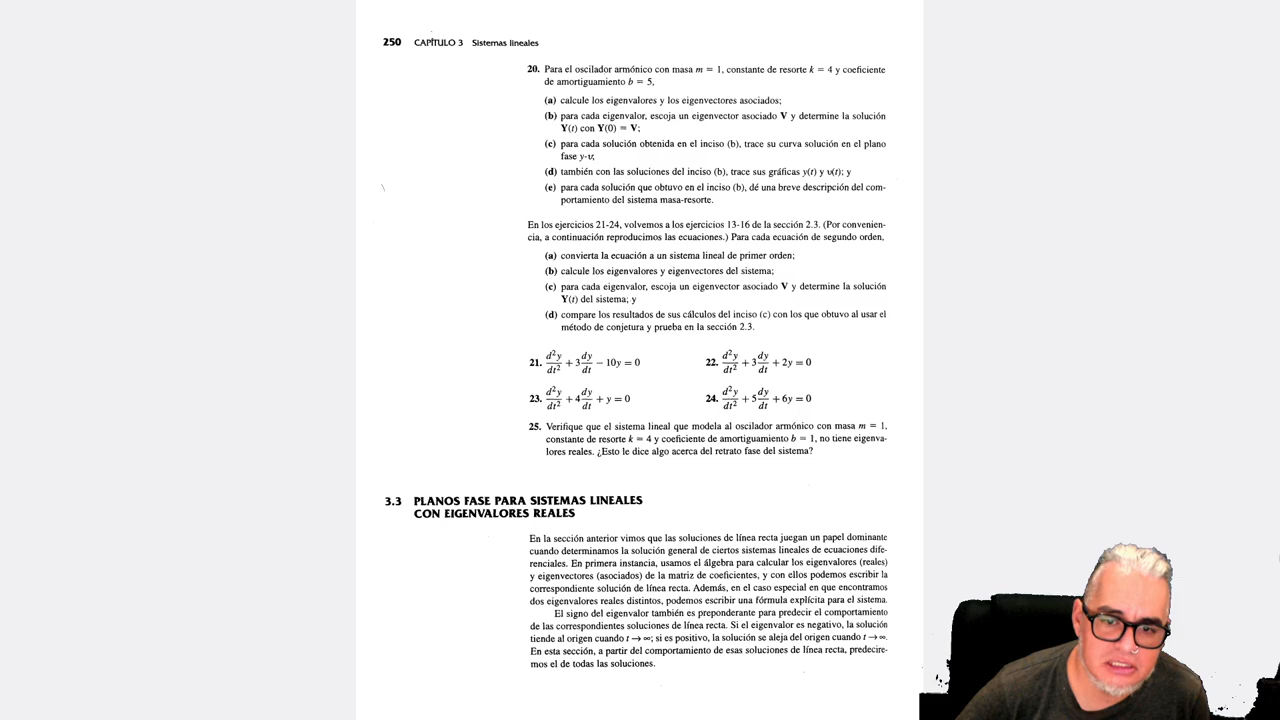 250 CAPÍTULO 3 Sistemas lineales
20. Para el oscilador armónico con masa m = 1, constante de resorte k = 4 y coeficiente
de amortiguamiento b = 5,
(a) calcule los eigenvalores y los eigenvectores asociados;
(b) para cada eigenvalor, escoja un eigenvector asociado V y determine la solución
Y(t) con Y(0) = V;
(c) para cada solución obtenida en el inciso (b), trace su curva solución en el plano
fase y-v;
(d) también con las soluciones del inciso (b), trace sus gráficas y(t) y v(t); y
(e) para cada solución que obtuvo en el inciso (b), dé una breve descripción del com-
portamiento del sistema masa-resorte.
En los ejercicios 21-24, volvemos a los ejercicios 13-16 de la sección 2.3. (Por convenien-
cia, a continuación reproducimos las ecuaciones.) Para cada ecuación de segundo orden,
(a) convierta la ecuación a un sistema lineal de primer orden;
(b) calcule los eigenvalores y eigenvectores del sistema;
(c) para cada eigenvalor, escoja un eigenvector asociado V y determine la solución
Y(t) del sistema; y
(d) compare los resultados de sus cálculos del inciso (c) con los que obtuvo al usar el
método de conjetura y prueba en la sección 2.3.
21. d²y/dt² + 3 dy/dt − 10y = 0 22. d²y/dt² + 3 dy/dt + 2y = 0
23. d²y/dt² + 4 dy/dt + y = 0 24. d²y/dt² + 5 dy/dt + 6y = 0
25. Verifique que el sistema lineal que modela al oscilador armónico con masa m = 1,
constante de resorte k = 4 y coeficiente de amortiguamiento b = 1, no tiene eigenva-
lores reales. ¿Esto le dice algo acerca del retrato fase del sistema?
3.3 PLANOS FASE PARA SISTEMAS LINEALES
CON EIGENVALORES REALES
En la sección anterior vimos que las soluciones de línea recta juegan un papel dominante
cuando determinamos la solución general de ciertos sistemas lineales de ecuaciones dife-
renciales. En primera instancia, usamos el álgebra para calcular los eigenvalores (reales)
y eigenvectores (asociados) de la matriz de coeficientes, y con ellos podemos escribir la
correspondiente solución de línea recta. Además, en el caso especial en que encontramos
dos eigenvalores reales distintos, podemos escribir una fórmula explícita para el sistema.
El signo del eigenvalor también es preponderante para predecir el comportamiento
de las correspondientes soluciones de línea recta. Si el eigenvalor es negativo, la solución
tiende al origen cuando t → ∞; si es positivo, la solución se aleja del origen cuando t → ∞.
En esta sección, a partir del comportamiento de esas soluciones de línea recta, predecire-
mos el de todas las soluciones.